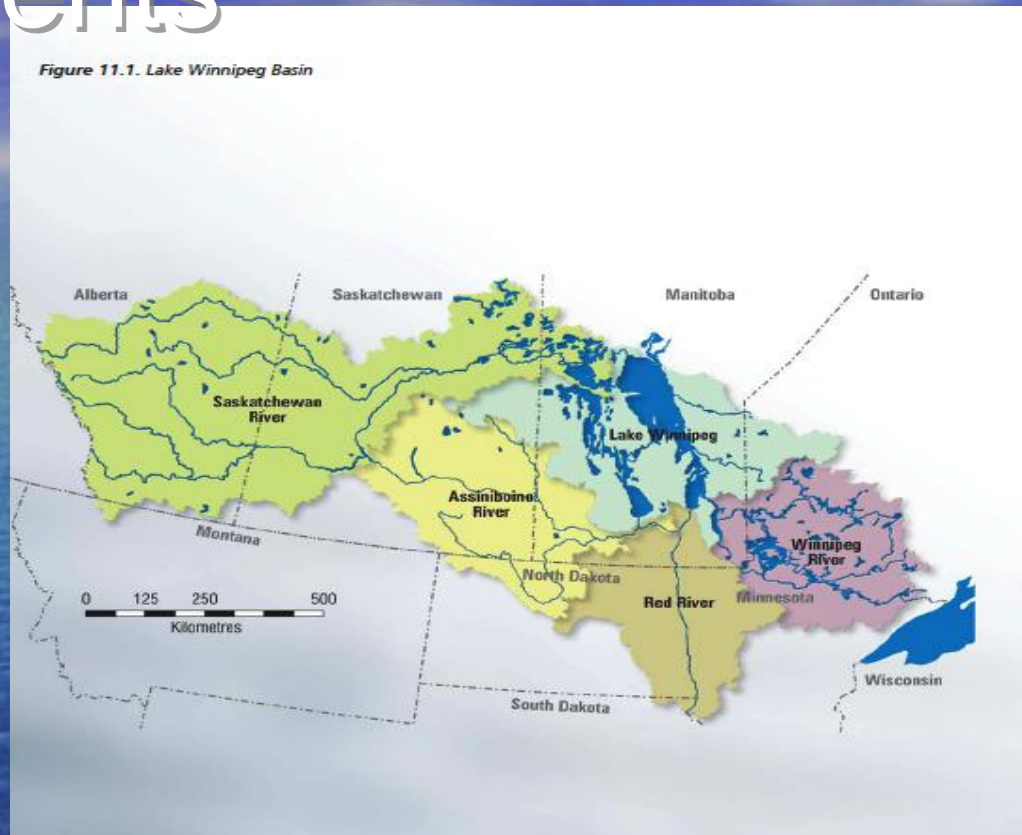 ents
Figure 11.1. Lake Winnipeg Basin
Alberta
Saskatchewan
Manitoba
Ontario
Saskatchewan
River
Lake Winnipeg
Assiniboine
River
Winnipeg
River
Montana
North Dakota
Red River
Minnesota
0 125 250 500
Kilometres
Wisconsin
South Dakota